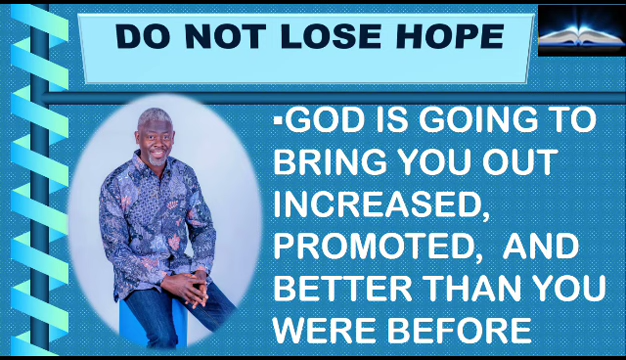 DO NOT LOSE HOPE
▪GOD IS GOING TO
BRING YOU OUT
INCREASED,
PROMOTED,  AND
BETTER THAN YOU
WERE BEFORE